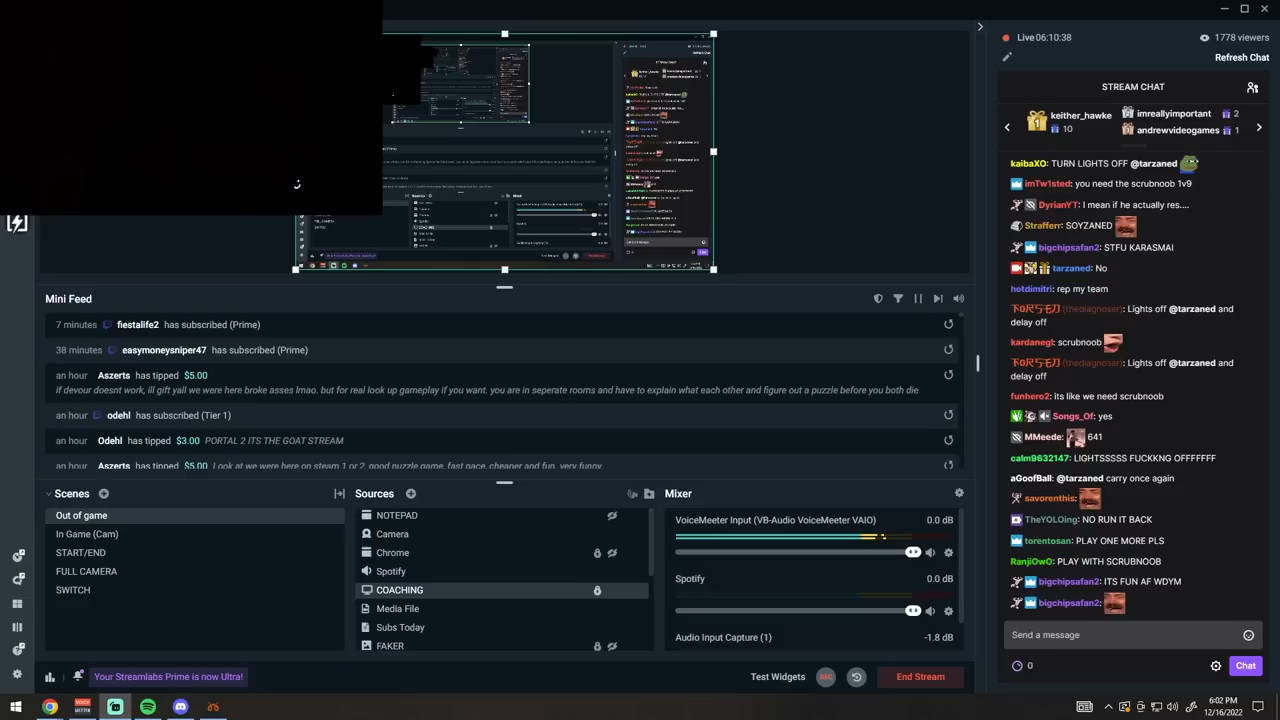 Live 06:10:38
1778 viewers
Refresh Chat
STREAM CHAT
keither_nuwke
10
imreallyimportent
2
andrewvideogames
1
kaibaXO: TURN LIGHTS OFF @tarzaned
imTw1stedx: U need the scrunoob 1v9
DyrianYT: I mean if he actually res....
Straffer:
bigchipsafan2: STFU KARASMAI
tarzaned: No
hotdimitri: rep my team
(thediagnoser): Lights off @tarzaned and
delay off
kardanegl: scrubnoob
(thediagnoser): Lights off @tarzaned and
delay off
funhero2: its like we need scrubnoob
Songs_Of: yes
MMeede: 641
calm9632147: LIGHTSSSSS FUCKKNG OFFFFFF
aGoofBall: @tarzaned carry once again
savorenthis:
TheYOLOing: NO RUN IT BACK
torentosan: PLAY ONE MORE PLS
RanjiOwO: PLAY WITH SCRUBNOOB
bigchipsafan2: ITS FUN AF WDYM
bigchipsafan2:
Send a message
0
Chat
Mini Feed
7 minutes fiestalife2 has subscribed (Prime)
38 minutes easymoneysniper47 has subscribed (Prime)
an hour Aszerts has tipped $5.00
if devour doesnt work, ill gift yall we were here broke asses lmao. but for real look up gameplay if you want. you are in seperate rooms and have to explain what each other and figure out a puzzle before you both die
an hour odehl has subscribed (Tier 1)
an hour Odehl has tipped $3.00 PORTAL 2 ITS THE GOAT STREAM
an hour Aszerts has tipped $5.00 Look at we were here on steam 1 or 2. good puzzle game, fast pace, cheaper and fun. very funny.
Scenes
Out of game
In Game (Cam)
START/END
FULL CAMERA
SWITCH
Sources
NOTEPAD
Camera
Chrome
Spotify
COACHING
Media File
Subs Today
FAKER
Mixer
VoiceMeeter Input (VB-Audio VoiceMeeter VAIO)
0.0 dB
Spotify
0.0 dB
Audio Input Capture (1)
-1.8 dB
Your Streamlabs Prime is now Ultra!
Test Widgets
REC
End Stream
6:02 PM
12/16/2022